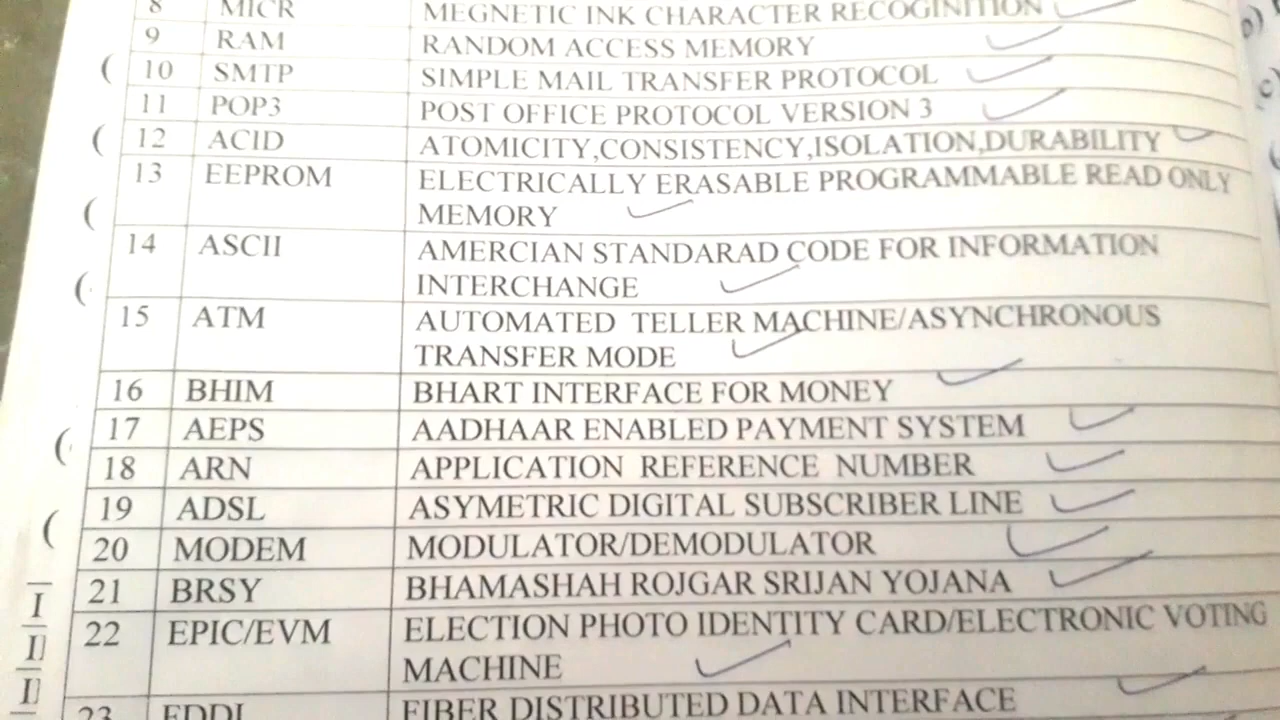 8 MICR MEGNETIC INK CHARACTER RECOGINITION
9 RAM RANDOM ACCESS MEMORY
10 SMTP SIMPLE MAIL TRANSFER PROTOCOL
11 POP3 POST OFFICE PROTOCOL VERSION 3
12 ACID ATOMICITY,CONSISTENCY,ISOLATION,DURABILITY
13 EEPROM ELECTRICALLY ERASABLE PROGRAMMABLE READ ONLY
MEMORY
14 ASCII AMERCIAN STANDARAD CODE FOR INFORMATION
INTERCHANGE
15 ATM AUTOMATED TELLER MACHINE/ASYNCHRONOUS
TRANSFER MODE
16 BHIM BHART INTERFACE FOR MONEY
17 AEPS AADHAAR ENABLED PAYMENT SYSTEM
18 ARN APPLICATION REFERENCE NUMBER
19 ADSL ASYMETRIC DIGITAL SUBSCRIBER LINE
20 MODEM MODULATOR/DEMODULATOR
21 BRSY BHAMASHAH ROJGAR SRIJAN YOJANA
22 EPIC/EVM ELECTION PHOTO IDENTITY CARD/ELECTRONIC VOTING
MACHINE
23 FDDI FIBER DISTRIBUTED DATA INTERFACE